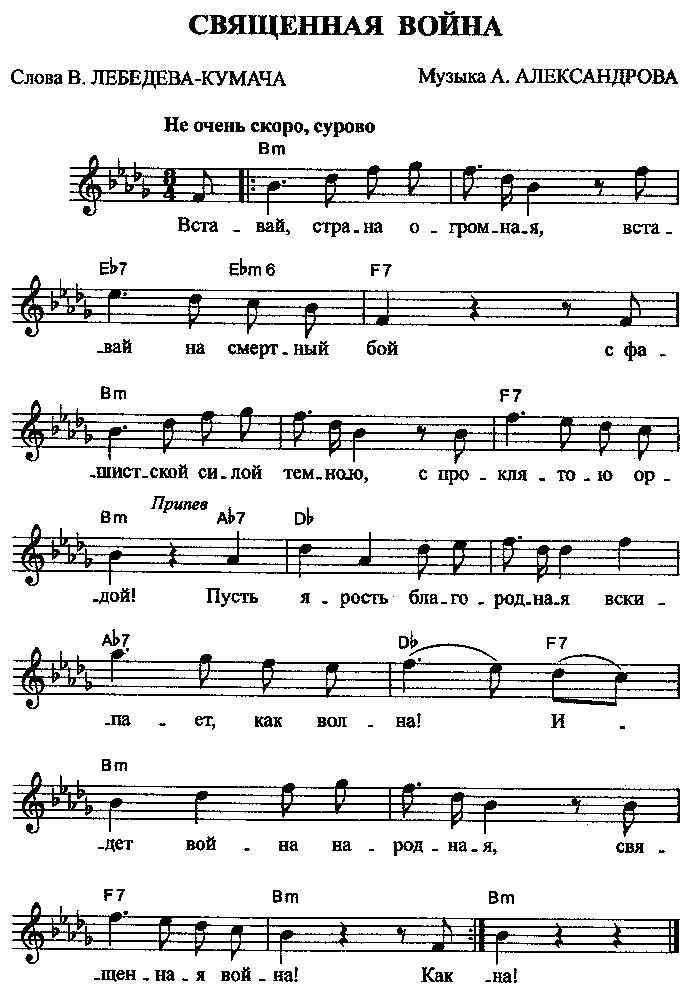 СВЯЩЕННАЯ ВОЙНА
Слова В. ЛЕБЕДЕВА-КУМАЧА Музыка А. АЛЕКСАНДРОВА
Не очень скоро, сурово
Bm
3/4
Вста - вай, стра - на о - гром - на - я, вста -
E♭7 E♭m6 F7
- вай на смерт - ный бой с фа -
Bm F7
- шист - ской си - лой тем - ною, с про - кля - то - ю ор -
Припев
Bm A♭7 D♭
- дой! Пусть я - рость бла - го - род - на - я вски -
A♭7 D♭ F7
- па - ет, как вол - на! И -
Bm
- дет вой - на на - род - на - я, свя -
F7 Bm Bm
- щен - на - я вой - на! Как - на!